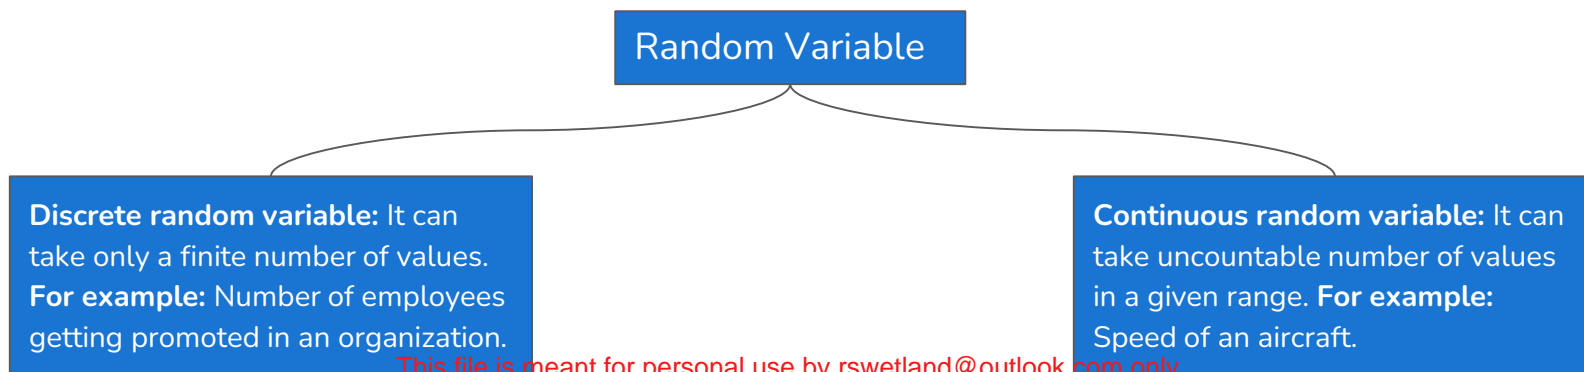 Random Variable
Discrete random variable: It can
take only a finite number of values.
For example: Number of employees
getting promoted in an organization.
Continuous random variable: It can
take uncountable number of values
in a given range. For example:
Speed of an aircraft.
This file is meant for personal use by rswetland@outlook.com only